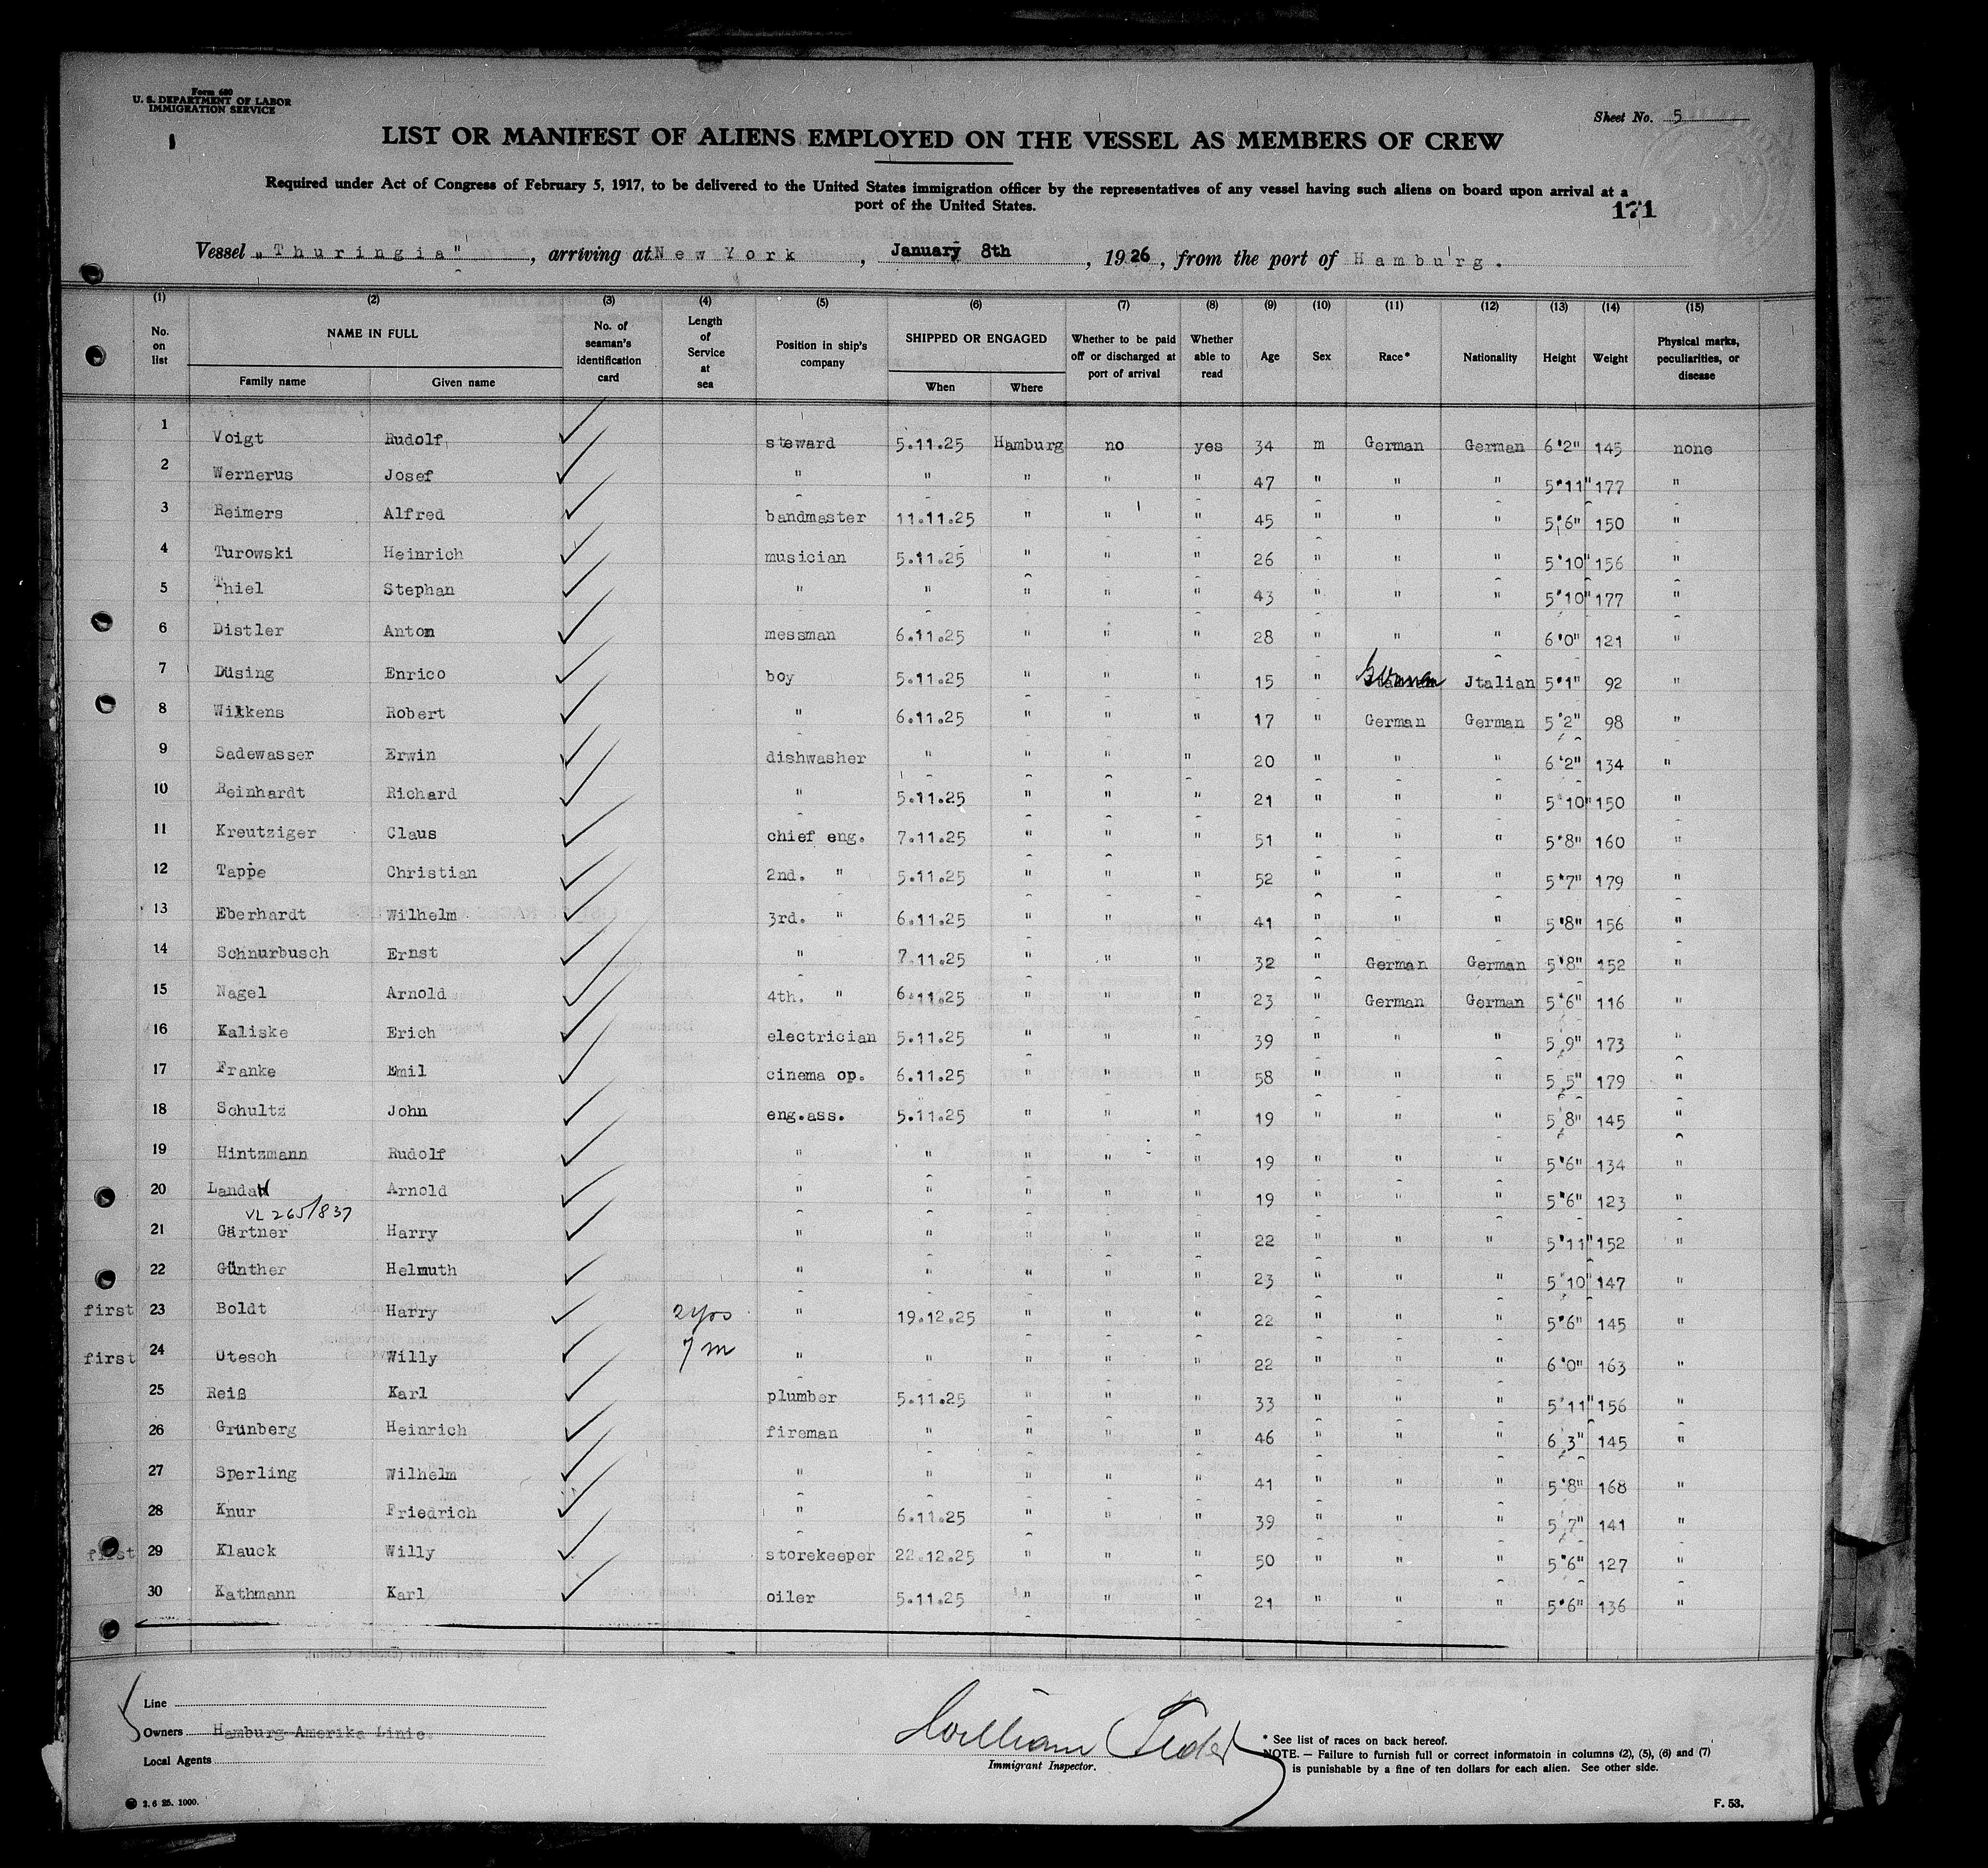 Form 680
U. S. DEPARTMENT OF LABOR
IMMIGRATION SERVICE
Sheet No. 5
LIST OR MANIFEST OF ALIENS EMPLOYED ON THE VESSEL AS MEMBERS OF CREW
Required under Act of Congress of February 5, 1917, to be delivered to the United States immigration officer by the representatives of any vessel having such aliens on board upon arrival at a
port of the United States.
171
Vessel „Thuringia", arriving at New York, January 8th, 1926, from the port of Hamburg.
(1) (2) (3) (4) (5) (6) (7) (8) (9) (10) (11) (12) (13) (14) (15)
No. on list NAME IN FULL Family name Given name No. of seaman's identification card Length of Service at sea Position in ship's company SHIPPED OR ENGAGED When Where Whether to be paid off or discharged at port of arrival Whether able to read Age Sex Race* Nationality Height Weight Physical marks, peculiarities, or disease
1 Voigt Rudolf steward 5.11.25 Hamburg no yes 34 m German German 6'2" 145 none
2 Wernerus Josef " " " " " 47 " " " 5'11" 177 "
3 Reimers Alfred bandmaster 11.11.25 " " " 45 " " " 5'6" 150 "
4 Turowski Heinrich musician 5.11.25 " " " 26 " " " 5'10" 156 "
5 Thiel Stephan " " " " " 43 " " " 5'10" 177 "
6 Distler Anton messman 6.11.25 " " " 28 " " " 6'0" 121 "
7 Düsing Enrico boy 5.11.25 " " " 15 " German Jtalian 5'1" 92 "
8 Wilkens Robert " 6.11.25 " " " 17 " German German 5'2" 98 "
9 Sadewasser Erwin dishwasher " " " " 20 " " " 6'2" 134 "
10 Reinhardt Richard " 5.11.25 " " " 21 " " " 5'10" 150 "
11 Kreutziger Claus chief eng. 7.11.25 " " " 51 " " " 5'8" 160 "
12 Tappe Christian 2nd. " 5.11.25 " " " 52 " " " 5'7" 179 "
13 Eberhardt Wilhelm 3rd. " 6.11.25 " " " 41 " " " 5'8" 156 "
14 Schnurbusch Ernst " 7.11.25 " " " 32 " German German 5'8" 152 "
15 Nagel Arnold 4th. " 6.11.25 " " " 23 " German German 5'6" 116 "
16 Kaliske Erich electrician 5.11.25 " " " 39 " " " 5'9" 173 "
17 Franke Emil cinema op. 6.11.25 " " " 58 " " " 5'5" 179 "
18 Schultz John eng.ass. 5.11.25 " " " 19 " " " 5'8" 145 "
19 Hintzmann Rudolf " " " " " 19 " " " 5'6" 134 "
20 Landa Arnold " " " " " 19 " " " 5'6" 123 "
VL 265/837
21 Gärtner Harry " " " " " 22 " " " 5'11" 152 "
22 Günther Helmuth " " " " " 23 " " " 5'10" 147 "
first 23 Boldt Harry 2yrs " 19.12.25 " " " 22 " " " 5'6" 145 "
first 24 Utesch Willy 7m " " " " " 22 " " " 6'0" 163 "
25 Reiß Karl plumber 5.11.25 " " " 33 " " " 5'11" 156 "
26 Grünberg Heinrich fireman " " " " 46 " " " 6'3" 145 "
27 Sperling Wilhelm " " " " " 41 " " " 5'8" 168 "
28 Knur Friedrich " 6.11.25 " " " 39 " " " 5'7" 141 "
first 29 Klauck Willy storekeeper 22.12.25 " " " 50 " " " 5'6" 127 "
30 Kathmann Karl oiler 5.11.25 " " " 21 " " " 5'6" 136 "
Line
Owners Hamburg-Amerika Linie.
Local Agents
William
Immigrant Inspector.
* See list of races on back hereof.
NOTE. — Failure to furnish full or correct informatoin in columns (2), (5), (6) and (7)
is punishable by a fine of ten dollars for each alien. See other side.
3. 6 25. 1000.
F. 53.